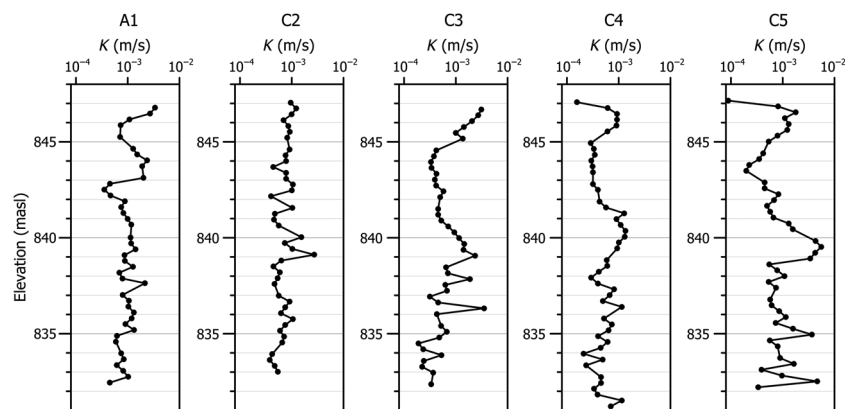 A1 C2 C3 C4 C5
K (m/s) K (m/s) K (m/s) K (m/s) K (m/s)
10⁻⁴ 10⁻³ 10⁻² 10⁻⁴ 10⁻³ 10⁻² 10⁻⁴ 10⁻³ 10⁻² 10⁻⁴ 10⁻³ 10⁻² 10⁻⁴ 10⁻³ 10⁻²
Elevation (masl)
845 845 845 845 845
840 840 840 840 840
835 835 835 835 835